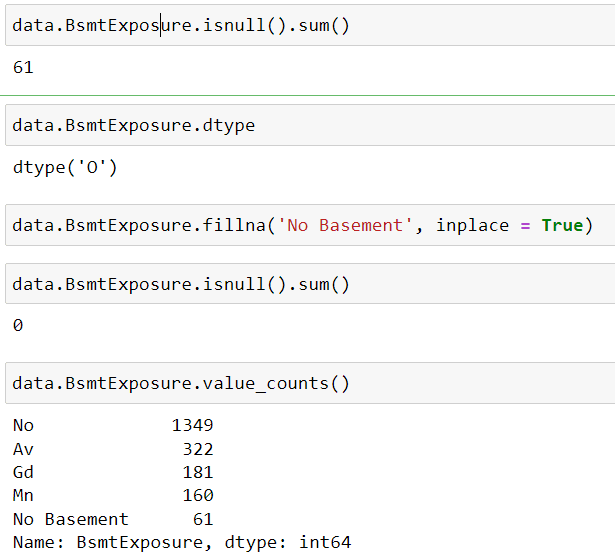 data.BsmtExposure.isnull().sum()
61
data.BsmtExposure.dtype
dtype('O')
data.BsmtExposure.fillna('No Basement', inplace = True)
data.BsmtExposure.isnull().sum()
0
data.BsmtExposure.value_counts()
No             1349
Av              322
Gd              181
Mn              160
No Basement      61
Name: BsmtExposure, dtype: int64